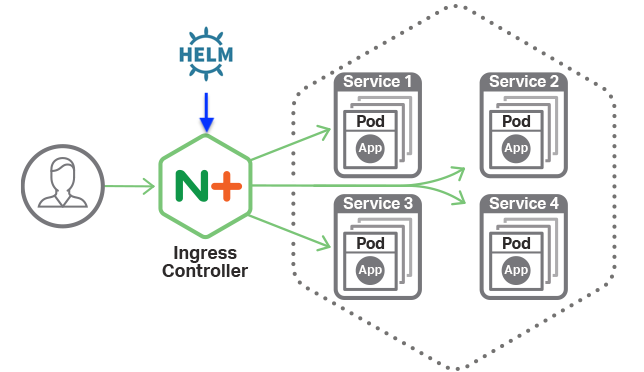 HELM
N+
Ingress
Controller
Service 1
Pod
App
Service 2
Pod
App
Service 3
Pod
App
Service 4
Pod
App